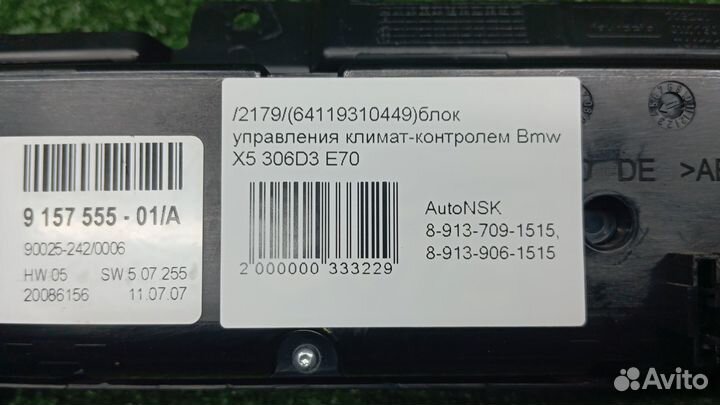 /2179/(64119310449)блок
управления климат-контролем Bmw
X5 306D3 E70
AutoNSK
8-913-709-1515,
8-913-906-1515
2 000000 333229
9 157 555 - 01/A
90025-242/0006
HW 05 SW 5.07.255
20086156 11.07.07
DE >AB
Avito